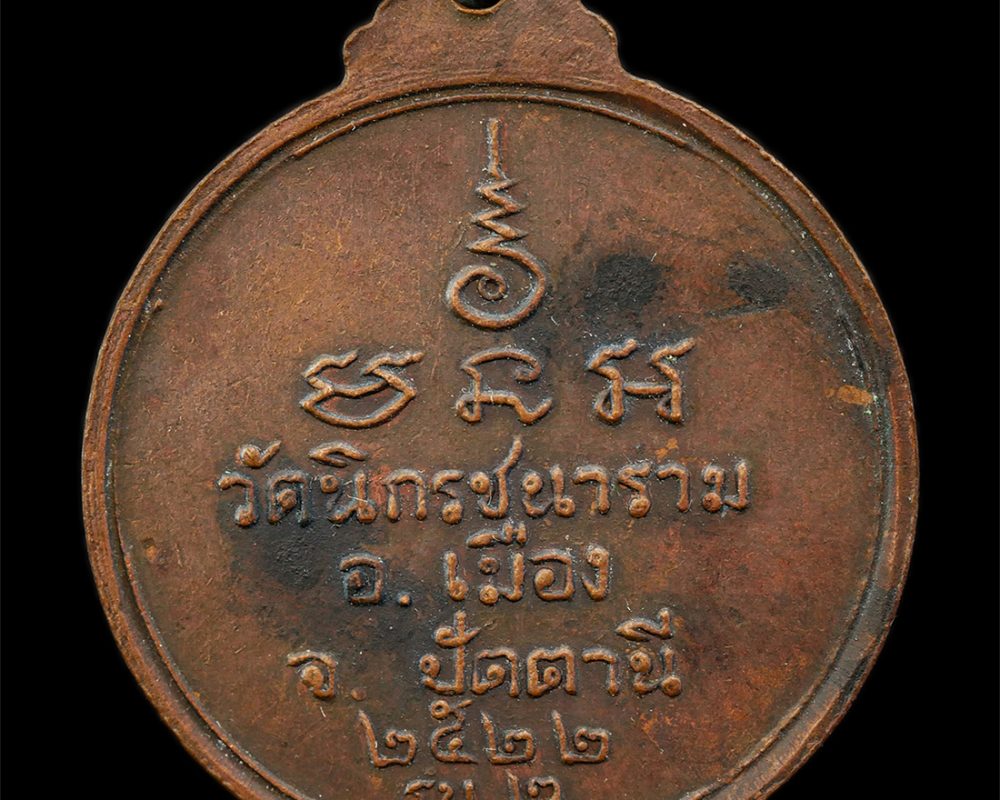 วัดนิกรชนาราม
อ. เมือง
จ. ปัตตานี
๒๕๒๒